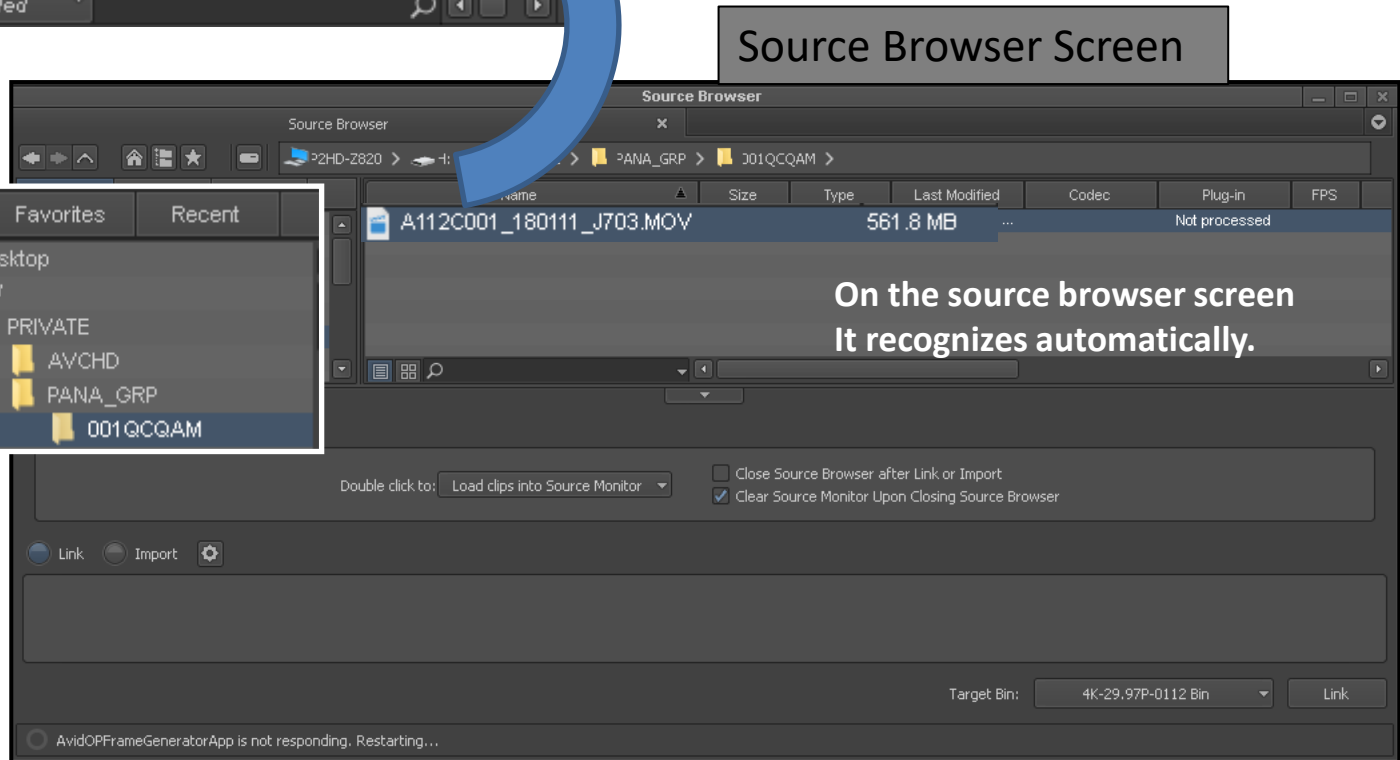 Source Browser Screen
Source Browser
Source Browser
PANA_GRP > 001QCQAM >
Favorites Recent
Name Size Type Last Modified Codec Plug-in FPS
A112C001_180111_J703.MOV 561.8 MB ... Not processed
PRIVATE
AVCHD
PANA_GRP
001QCQAM
On the source browser screen
It recognizes automatically.
Double click to: Load clips into Source Monitor
Close Source Browser after Link or Import
Clear Source Monitor Upon Closing Source Browser
Link Import
Target Bin: 4K-29.97P-0112 Bin Link
AvidOPFrameGeneratorApp is not responding. Restarting...